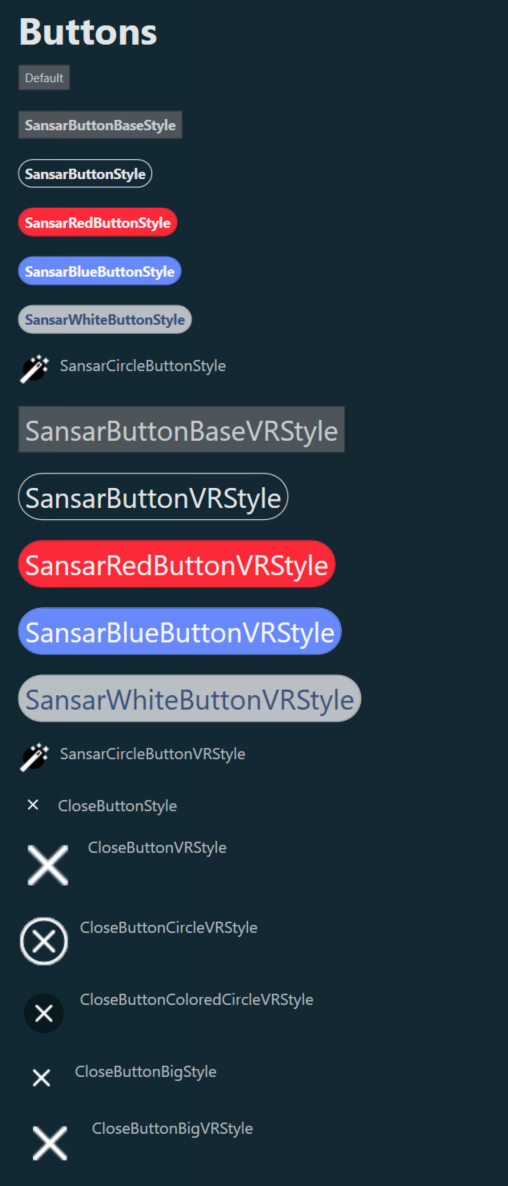 Buttons
Default
SansarButtonBaseStyle
SansarButtonStyle
SansarRedButtonStyle
SansarBlueButtonStyle
SansarWhiteButtonStyle
SansarCircleButtonStyle
SansarButtonBaseVRStyle
SansarButtonVRStyle
SansarRedButtonVRStyle
SansarBlueButtonVRStyle
SansarWhiteButtonVRStyle
SansarCircleButtonVRStyle
CloseButtonStyle
CloseButtonVRStyle
CloseButtonCircleVRStyle
CloseButtonColoredCircleVRStyle
CloseButtonBigStyle
CloseButtonBigVRStyle